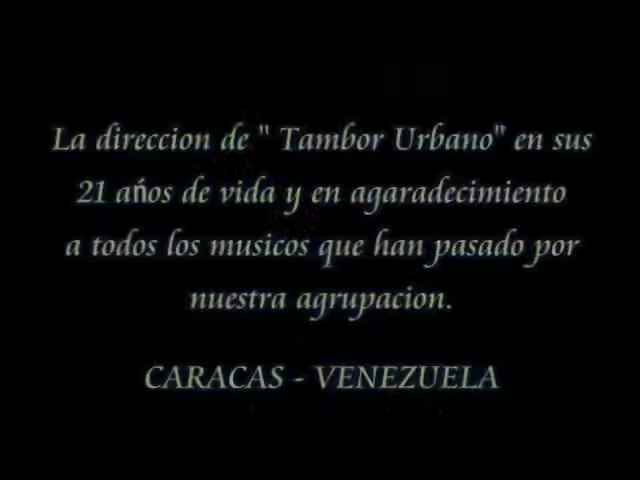 La direccion de " Tambor Urbano" en sus
21 años de vida y en agaradecimiento
a todos los musicos que han pasado por
nuestra agrupacion.
CARACAS - VENEZUELA